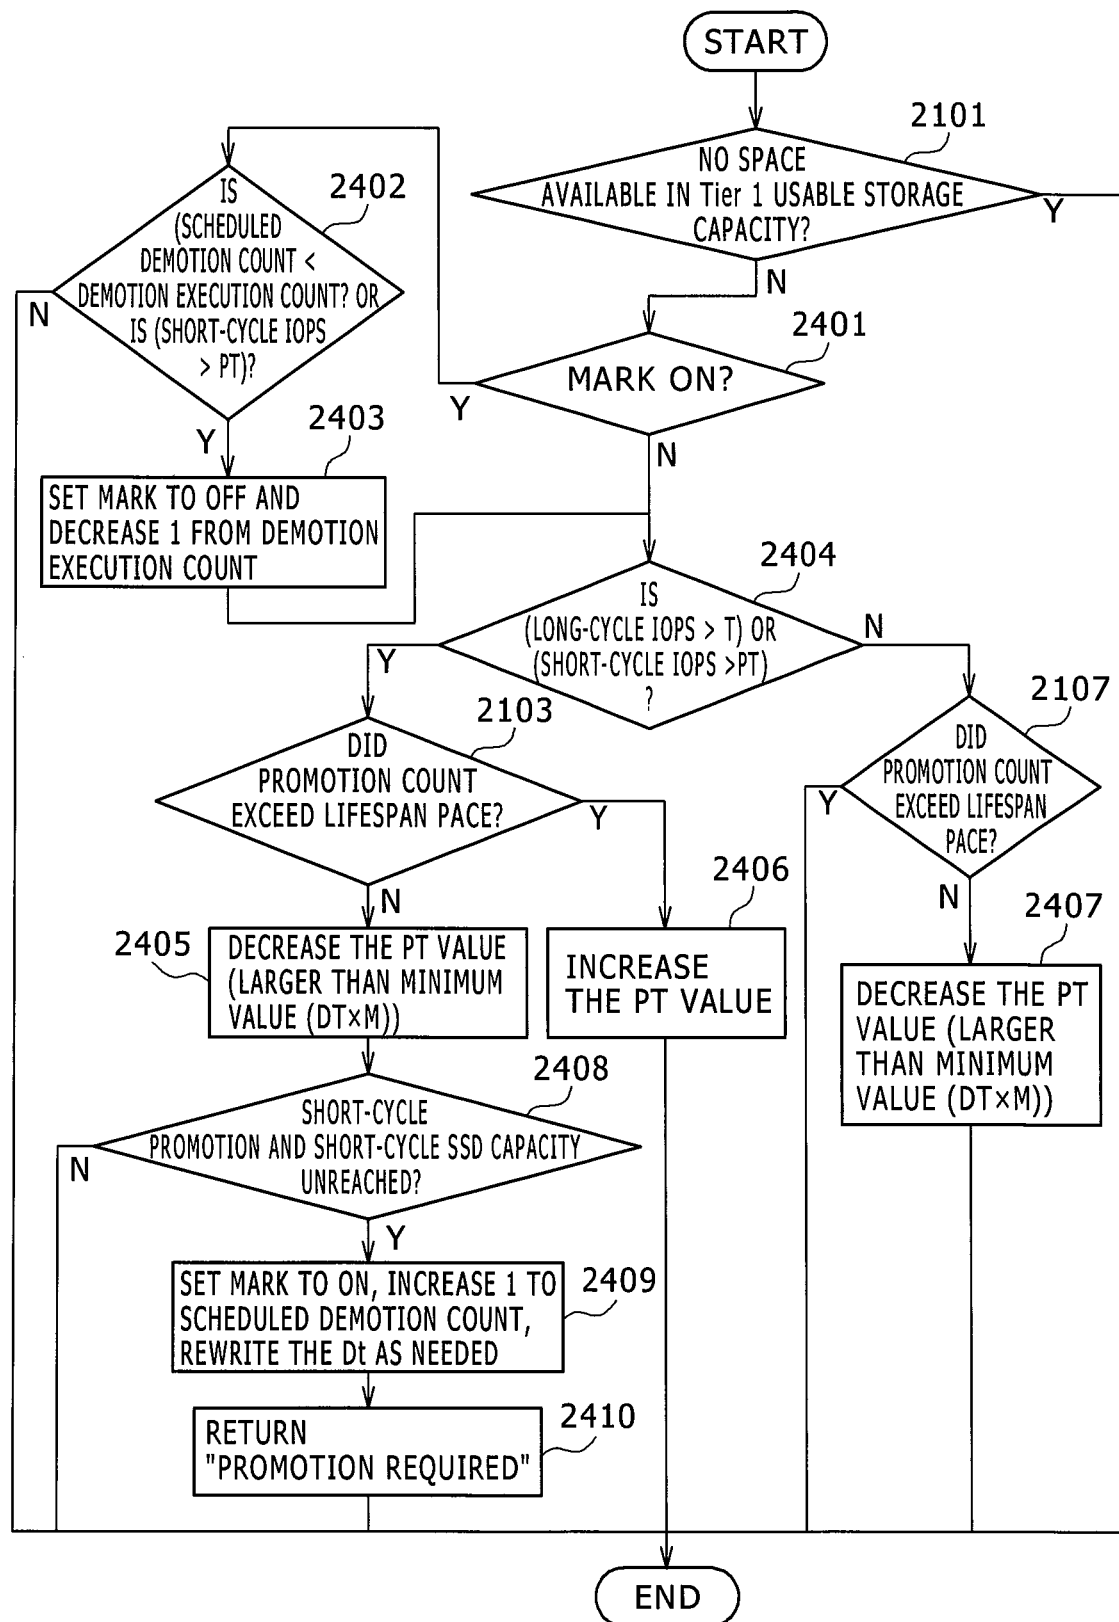 START
2101
NO SPACE
AVAILABLE IN Tier 1 USABLE STORAGE
CAPACITY?
Y
N
2402
IS
(SCHEDULED
DEMOTION COUNT <
DEMOTION EXECUTION COUNT? OR
IS (SHORT-CYCLE IOPS
> PT)?
N
Y
2401
MARK ON?
Y
N
2403
SET MARK TO OFF AND
DECREASE 1 FROM DEMOTION
EXECUTION COUNT
2404
IS
(LONG-CYCLE IOPS > T) OR
(SHORT-CYCLE IOPS >PT)
?
Y
N
2103
DID
PROMOTION COUNT
EXCEED LIFESPAN PACE?
Y
N
2107
DID
PROMOTION COUNT
EXCEED LIFESPAN
PACE?
Y
N
2405
DECREASE THE PT VALUE
(LARGER THAN MINIMUM
VALUE (DT×M))
2406
INCREASE
THE PT VALUE
2407
DECREASE THE PT
VALUE (LARGER
THAN MINIMUM
VALUE (DT×M))
2408
SHORT-CYCLE
PROMOTION AND SHORT-CYCLE SSD CAPACITY
UNREACHED?
N
Y
2409
SET MARK TO ON, INCREASE 1 TO
SCHEDULED DEMOTION COUNT,
REWRITE THE Dt AS NEEDED
2410
RETURN
"PROMOTION REQUIRED"
END